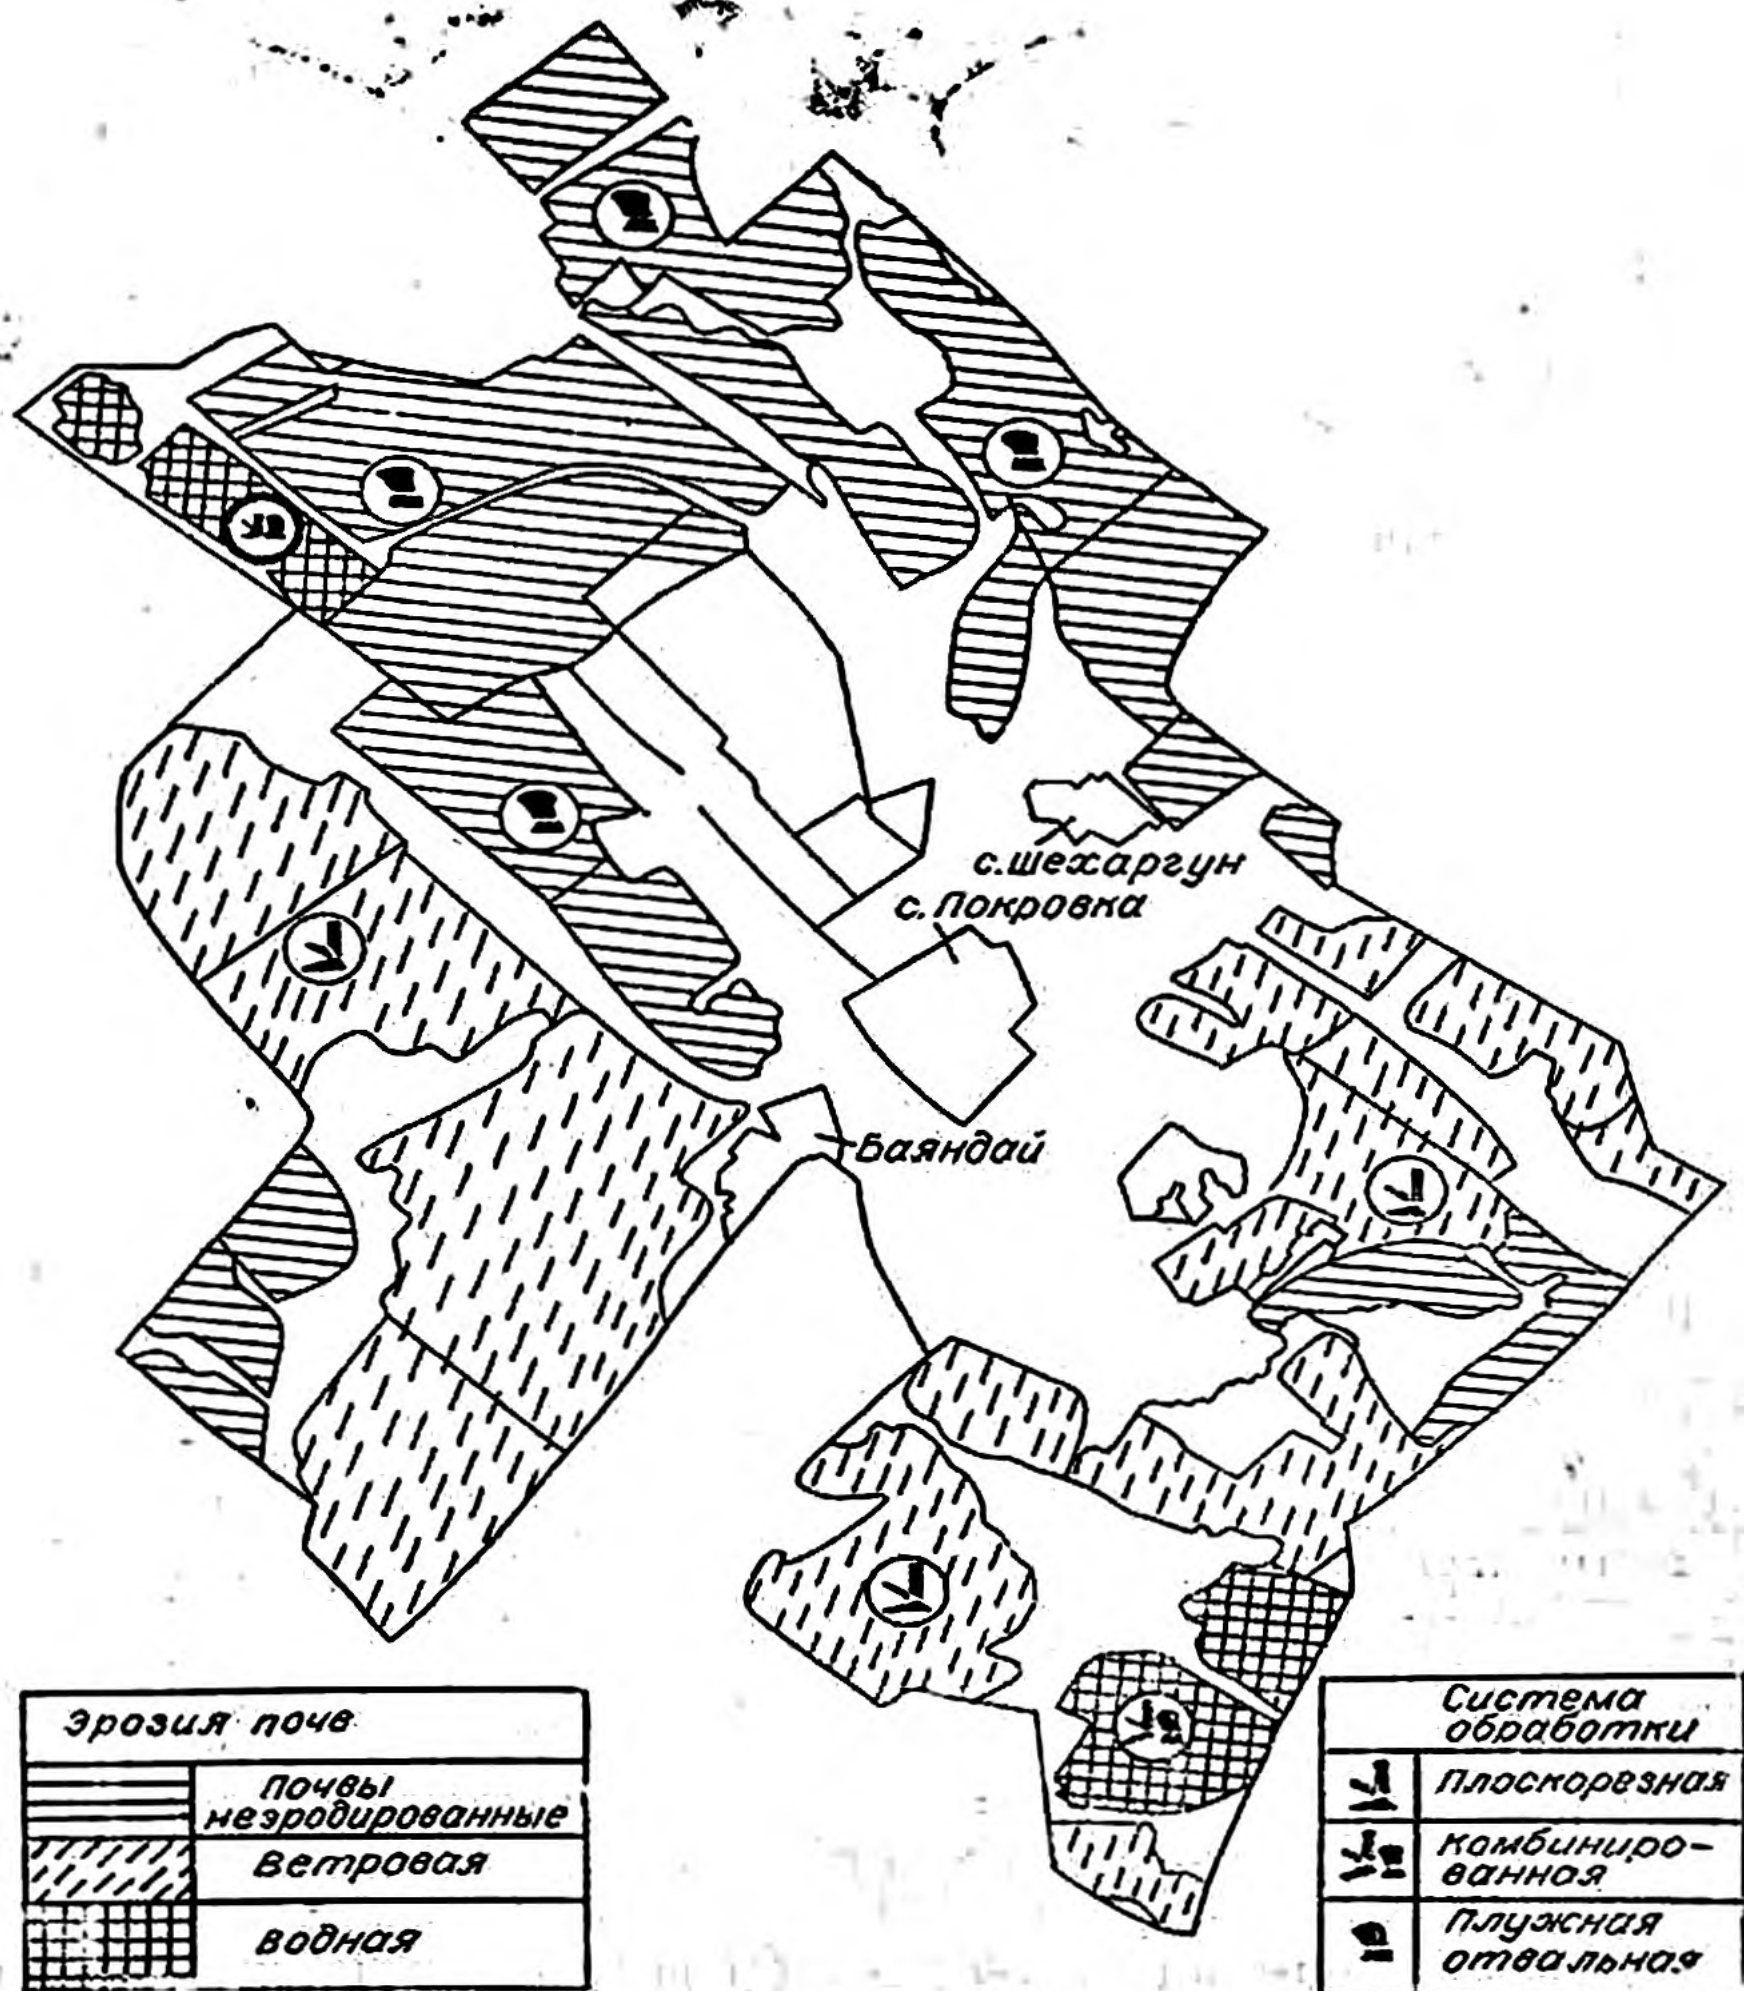 с.шехаргун
с. Покровка
Баяндай
Эрозия почв
почвы
неэродированные
ветровая
водная
Система
обработки
плоскорезная
комбиниро-
ванная
плужная
отвальная